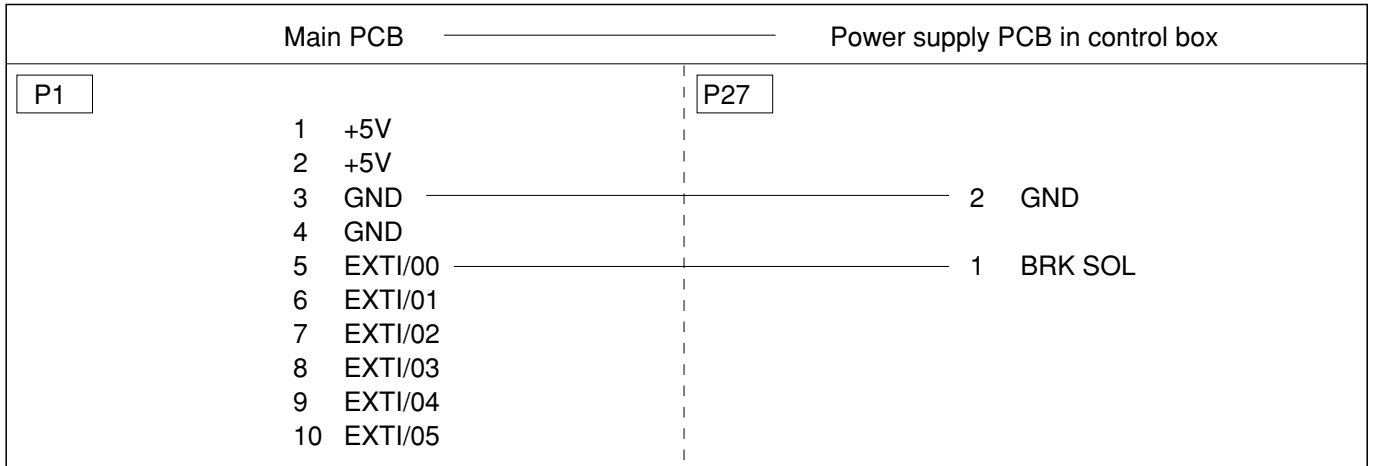 Main PCB Power supply PCB in control box
P1 P27
1 +5V
2 +5V
3 GND 2 GND
4 GND
5 EXTI/00 1 BRK SOL
6 EXTI/01
7 EXTI/02
8 EXTI/03
9 EXTI/04
10 EXTI/05